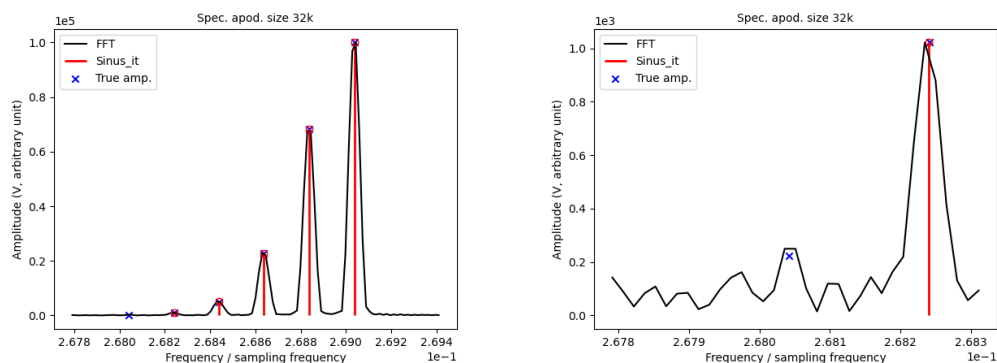 Spec. apod. size 32k
1e5
FFT
Sinus_it
True amp.
Amplitude (V, arbitrary unit)
1.0
0.8
0.6
0.4
0.2
0.0
2.678 2.680 2.682 2.684 2.686 2.688 2.690 2.692 2.694
Frequency / sampling frequency
1e−1
Spec. apod. size 32k
1e3
FFT
Sinus_it
True amp.
Amplitude (V, arbitrary unit)
1.0
0.8
0.6
0.4
0.2
0.0
2.678 2.679 2.680 2.681 2.682 2.683
Frequency / sampling frequency
1e−1